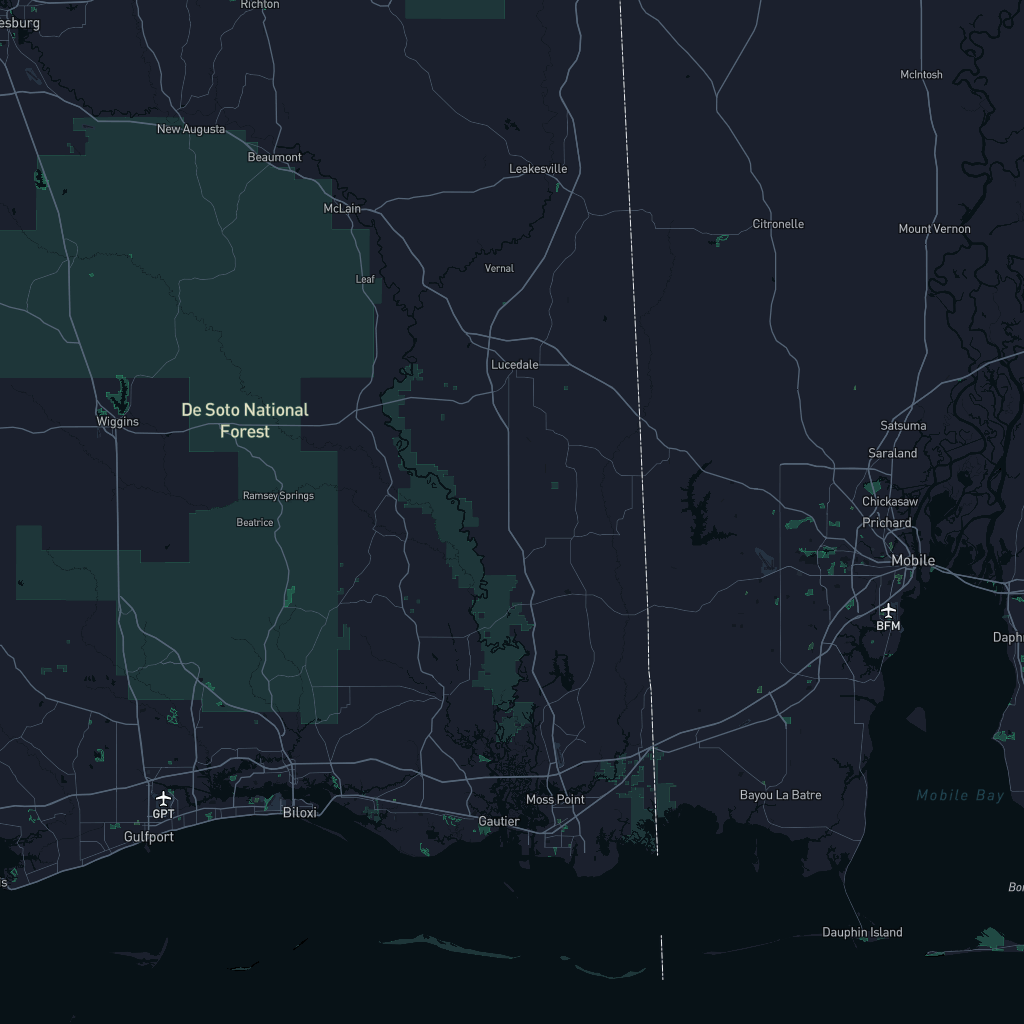 Richton
esburg
McIntosh
New Augusta
Beaumont
Leakesville
McLain
Citronelle
Mount Vernon
Vernal
Leaf
Lucedale
De Soto National
Forest
Wiggins
Satsuma
Saraland
Ramsey Springs
Chickasaw
Beatrice
Prichard
Mobile
BFM
Daph
Mobile Bay
Bayou La Batre
Moss Point
GPT
Biloxi
Gautier
Gulfport
is
Bo
Dauphin Island